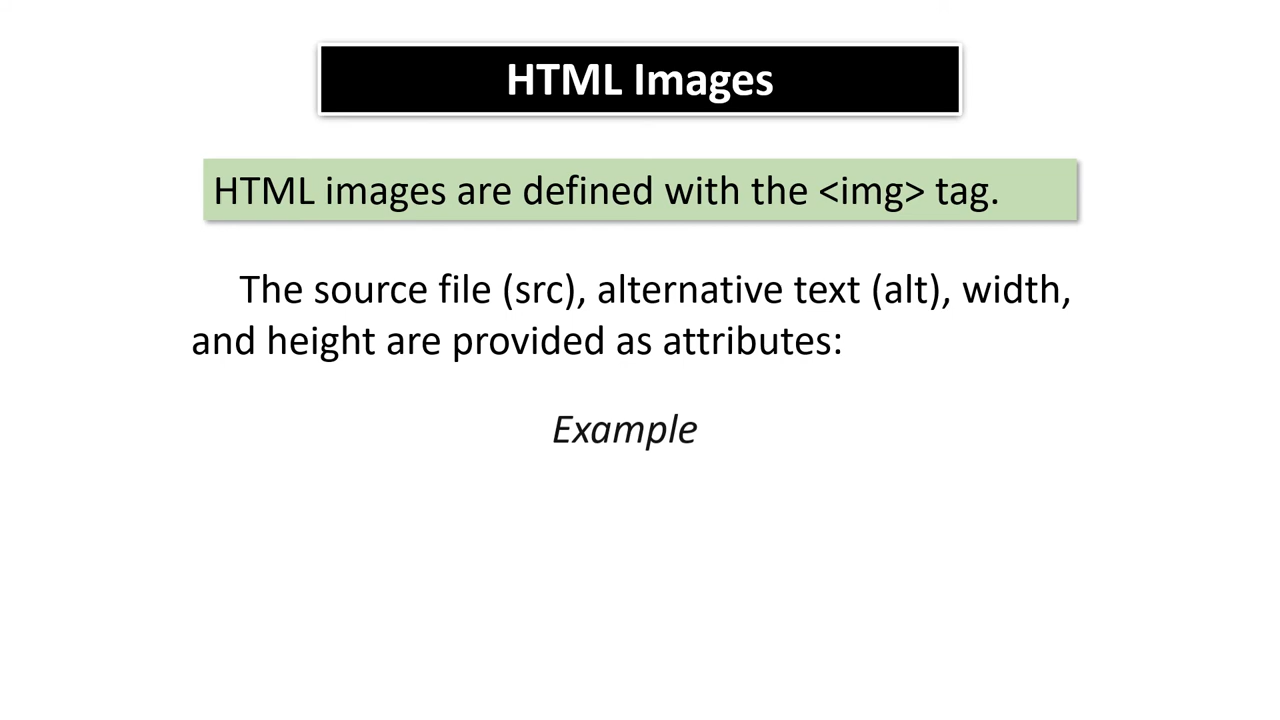 HTML Images
HTML images are defined with the <img> tag.
The source file (src), alternative text (alt), width,
and height are provided as attributes:
Example